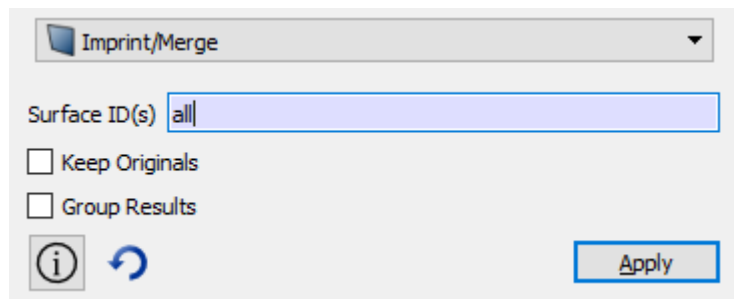 Imprint/Merge
Surface ID(s) all
Keep Originals
Group Results
Apply